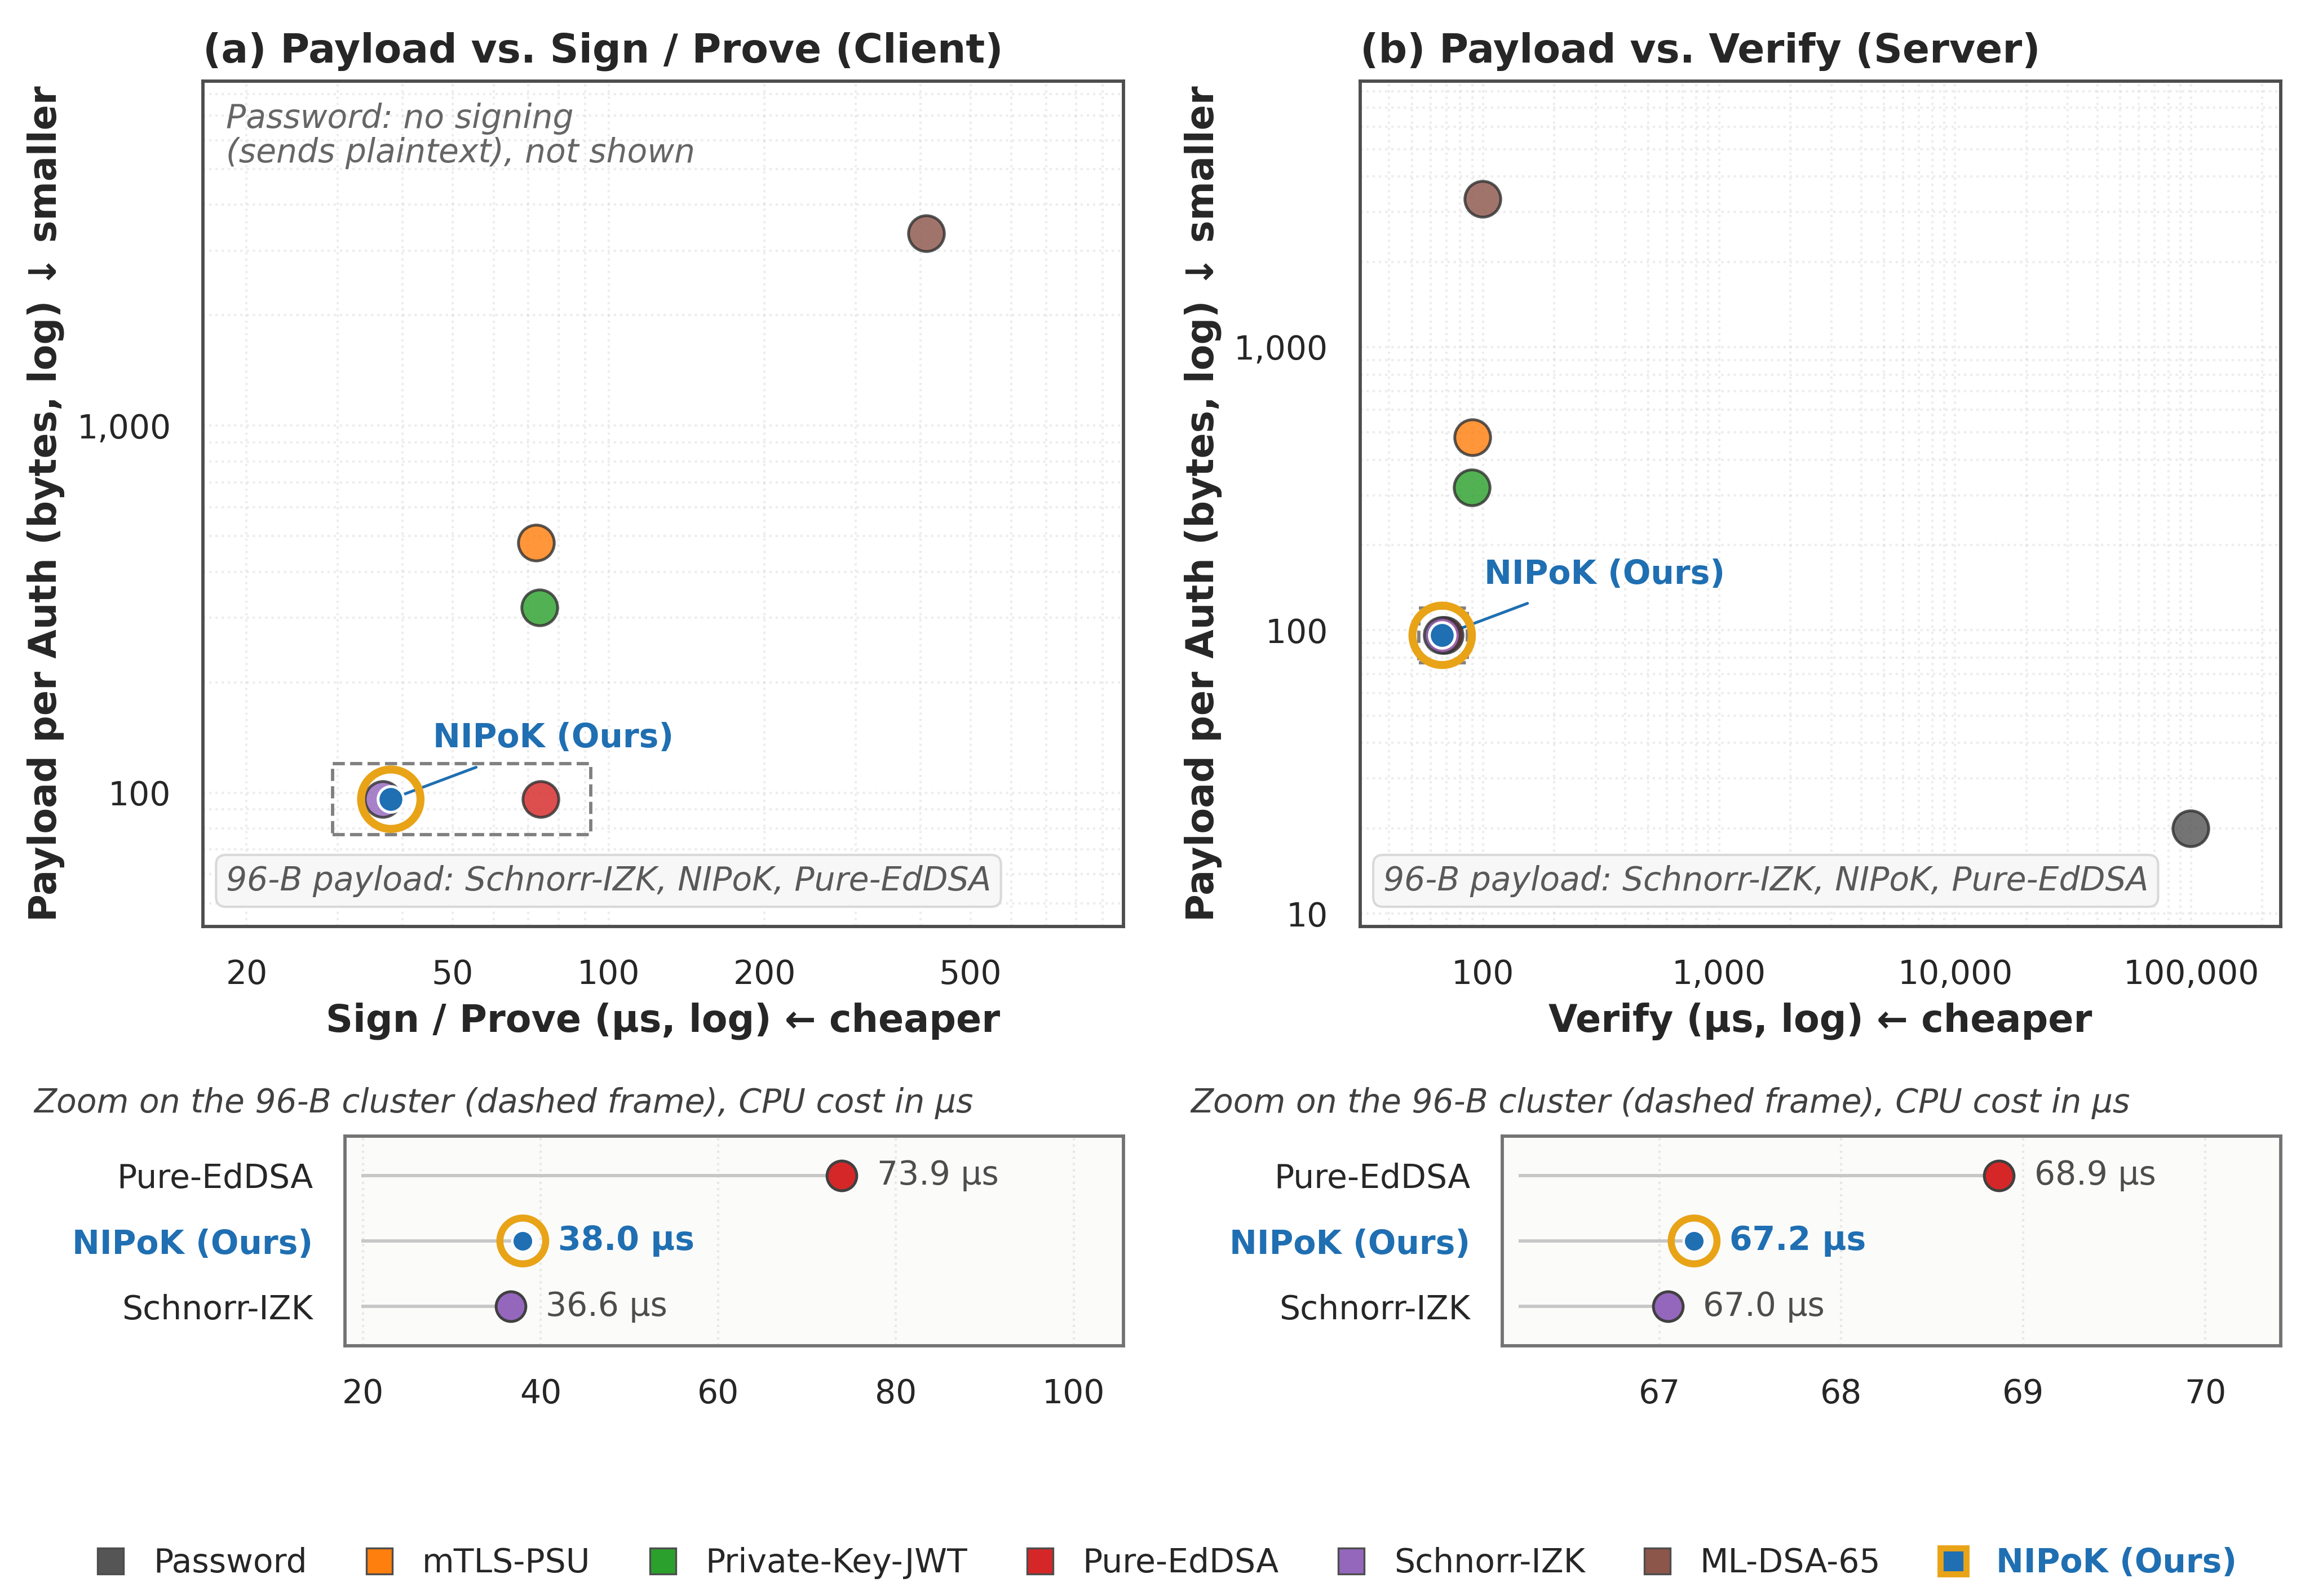 (a) Payload vs. Sign / Prove (Client)
Payload per Auth (bytes, log) ↓ smaller
Password: no signing
(sends plaintext), not shown
1,000
100
NIPoK (Ours)
96-B payload: Schnorr-IZK, NIPoK, Pure-EdDSA
20 50 100 200 500
Sign / Prove (μs, log) ← cheaper
(b) Payload vs. Verify (Server)
Payload per Auth (bytes, log) ↓ smaller
1,000
100
10
NIPoK (Ours)
96-B payload: Schnorr-IZK, NIPoK, Pure-EdDSA
100 1,000 10,000 100,000
Verify (μs, log) ← cheaper
Zoom on the 96-B cluster (dashed frame), CPU cost in μs
Pure-EdDSA 73.9 μs
NIPoK (Ours) 38.0 μs
Schnorr-IZK 36.6 μs
20 40 60 80 100
Zoom on the 96-B cluster (dashed frame), CPU cost in μs
Pure-EdDSA 68.9 μs
NIPoK (Ours) 67.2 μs
Schnorr-IZK 67.0 μs
67 68 69 70
Password mTLS-PSU Private-Key-JWT Pure-EdDSA Schnorr-IZK ML-DSA-65 NIPoK (Ours)